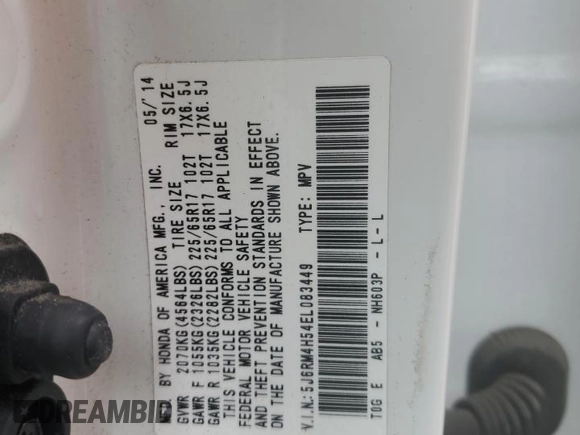 MFD. BY HONDA OF AMERICA MFG., INC. 05/'14
GVWR - 2072KG(4564LBS) TIRE SIZE RIM SIZE
GAWR F 1055KG(2326LBS) 225/65R17 102T 17X6.5J
GAWR R 1035KG(2282LBS) 225/65R17 102T 17X6.5J
THIS VEHICLE CONFORMS TO ALL APPLICABLE
FEDERAL MOTOR VEHICLE SAFETY
AND THEFT PREVENTION STANDARDS IN EFFECT
ON THE DATE OF MANUFACTURE SHOWN ABOVE.
V.I.N.:5J6RM4H54EL083449 TYPE: MPV
TOG E AB5 - NH603P - L - L
DREAMBID